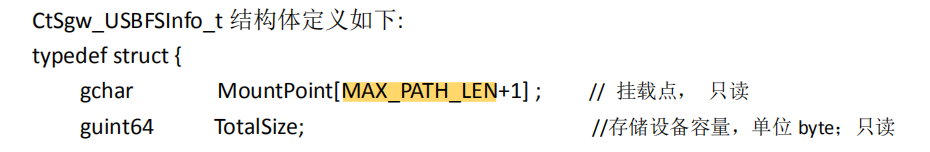 CtSgw_USBFSInfo_t 结构体定义如下:
typedef struct {
gchar MountPoint[MAX_PATH_LEN+1] ; // 挂载点， 只读
guint64 TotalSize; //存储设备容量，单位 byte；只读